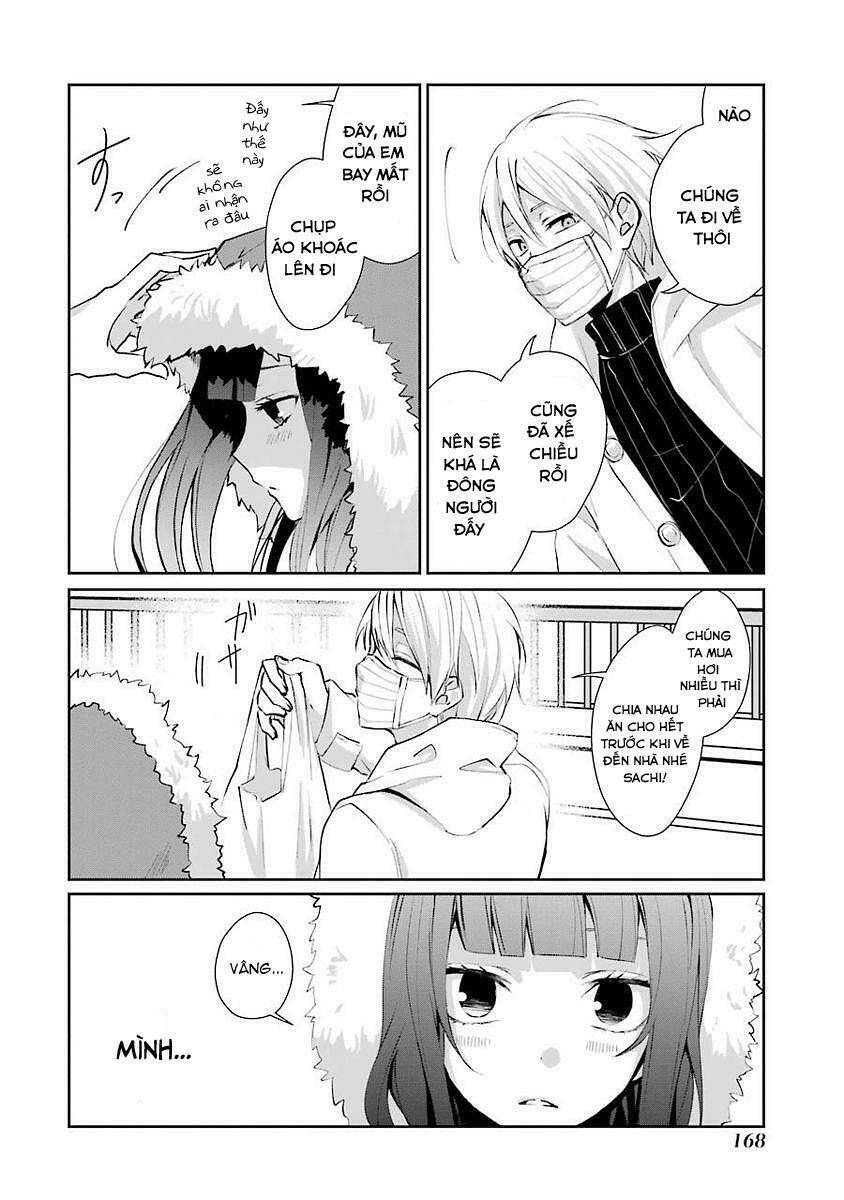 NÀO
CHÚNG
TA ĐI VỀ
THÔI
CŨNG
ĐÃ XẾ
CHIỀU RỒI
NÊN SẼ
KHÁ LÀ
ĐÔNG
NGƯỜI
ĐẤY
ĐÂY, MŨ
CỦA EM
BAY MẤT
RỒI
CHỤP
ÁO KHOÁC
LÊN ĐI
Đấy
như
thế
này
sẽ
không
ai nhận
ra đâu
すっ
CHÚNG
TA MUA
HƠI
NHIỀU THÌ
PHẢI
CHIA NHAU
ĂN CHO HẾT
TRƯỚC KHI VỀ
ĐẾN NHÀ NHÉ
SACHI!
ガサ
VÂNG...
MÌNH...
168